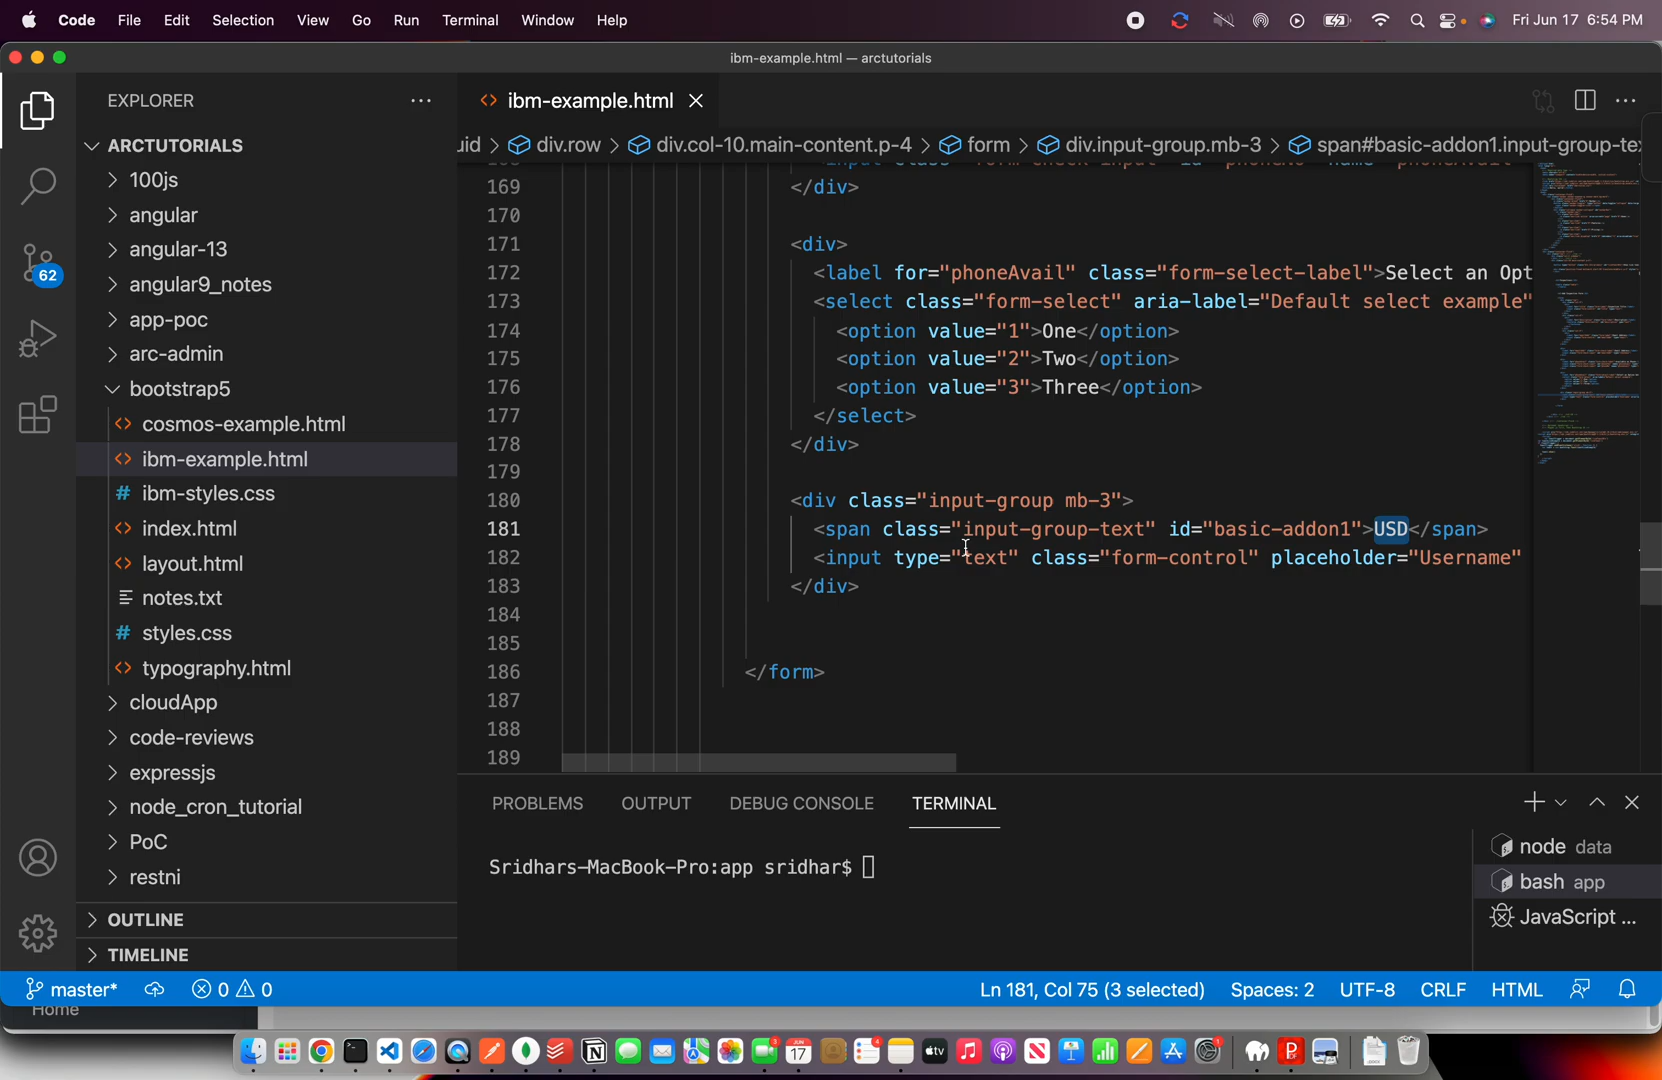 Code File Edit Selection View Go Run Terminal Window Help Fri Jun 17 6:54 PM
ibm-example.html — arctutorials
EXPLORER
ibm-example.html
uid > div.row > div.col-10.main-content.p-4 > form > div.input-group.mb-3 > span#basic-addon1.input-group-te
ARCTUTORIALS
100js
angular
angular-13
angular9_notes
app-poc
arc-admin
bootstrap5
cosmos-example.html
ibm-example.html
ibm-styles.css
index.html
layout.html
notes.txt
styles.css
typography.html
cloudApp
code-reviews
expressjs
node_cron_tutorial
PoC
restni
OUTLINE
TIMELINE
62
169 </div>
170
171 <div>
172 <label for="phoneAvail" class="form-select-label">Select an Opt
173 <select class="form-select" aria-label="Default select example"
174 <option value="1">One</option>
175 <option value="2">Two</option>
176 <option value="3">Three</option>
177 </select>
178 </div>
179
180 <div class="input-group mb-3">
181 <span class="input-group-text" id="basic-addon1">USD</span>
182 <input type="text" class="form-control" placeholder="Username"
183 </div>
184
185
186 </form>
187
188
189
PROBLEMS OUTPUT DEBUG CONSOLE TERMINAL
Sridhars-MacBook-Pro:app sridhar$
node data
bash app
JavaScript ...
master* 0 0 Ln 181, Col 75 (3 selected) Spaces: 2 UTF-8 CRLF HTML
Home